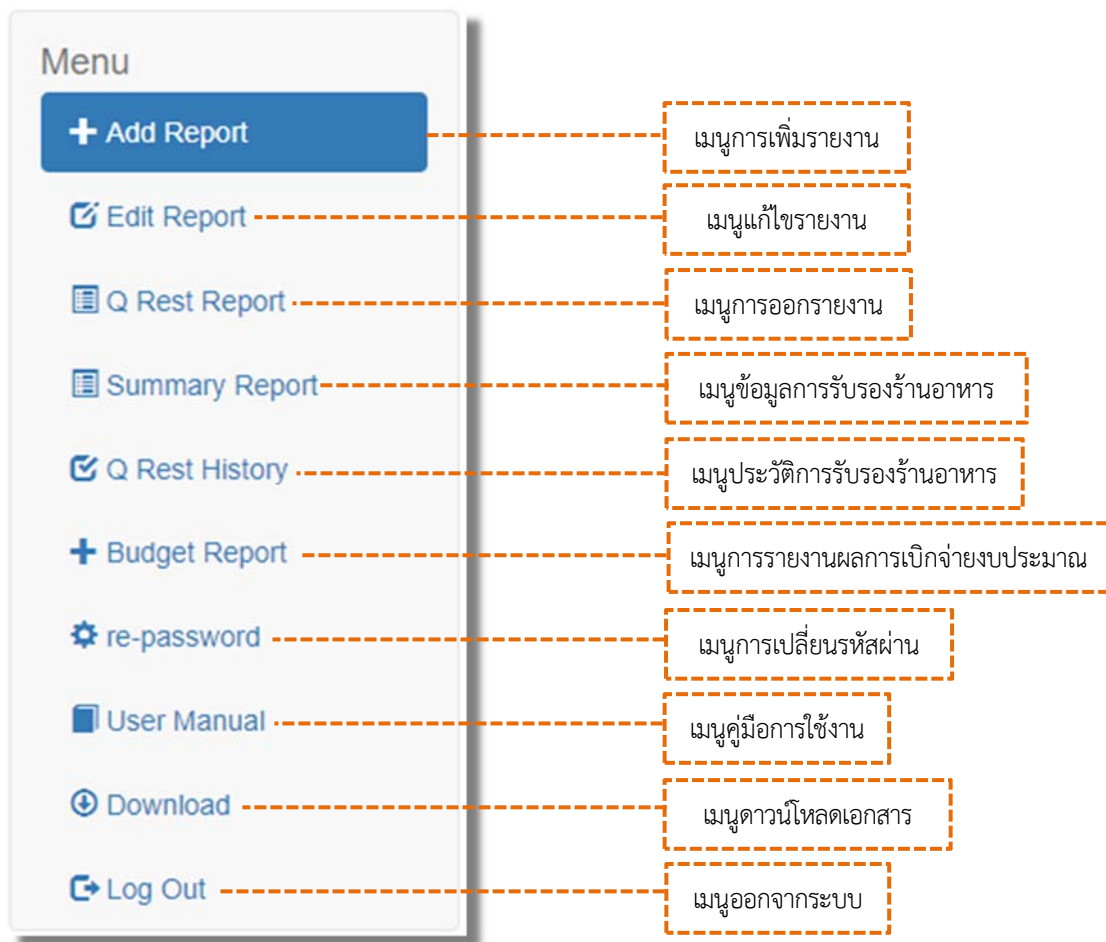 Menu
Add Report
เมนูการเพิ่มรายงาน
Edit Report
เมนูแก้ไขรายงาน
Q Rest Report
เมนูการออกรายงาน
Summary Report
เมนูข้อมูลการรับรองร้านอาหาร
Q Rest History
เมนูประวัติการรับรองร้านอาหาร
Budget Report
เมนูการรายงานผลการเบิกจ่ายงบประมาณ
re-password
เมนูการเปลี่ยนรหัสผ่าน
User Manual
เมนูคู่มือการใช้งาน
Download
เมนูดาวน์โหลดเอกสาร
Log Out
เมนูออกจากระบบ